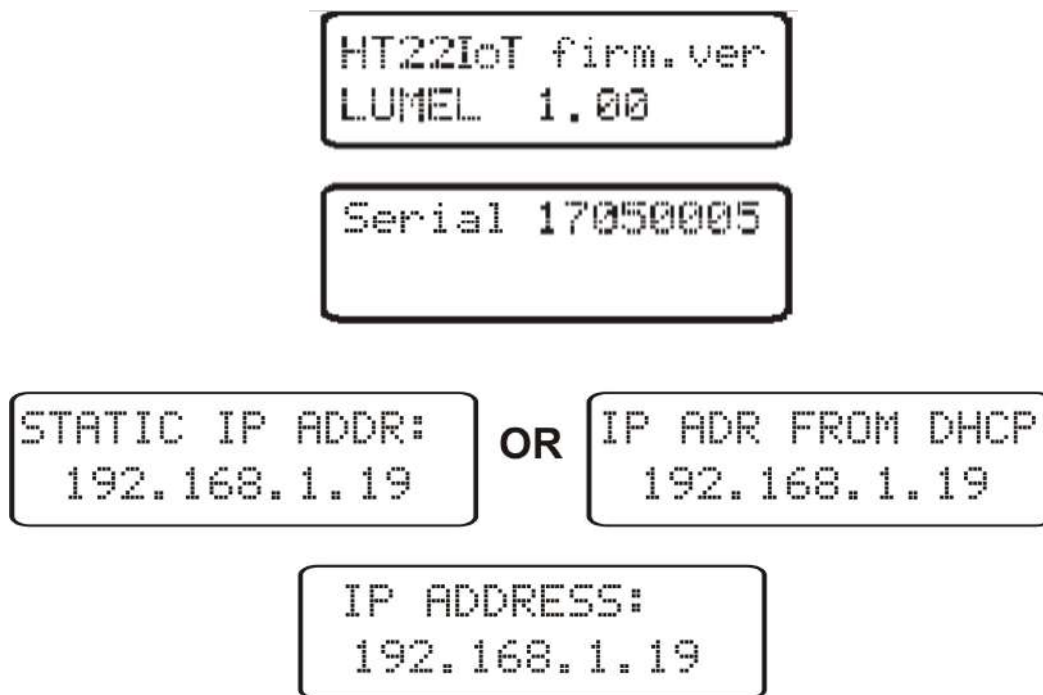 HT22IoT firm.ver
LUMEL 1.00
Serial 17050005
STATIC IP ADDR:
192.168.1.19
OR
IP ADR FROM DHCP
192.168.1.19
IP ADDRESS:
192.168.1.19